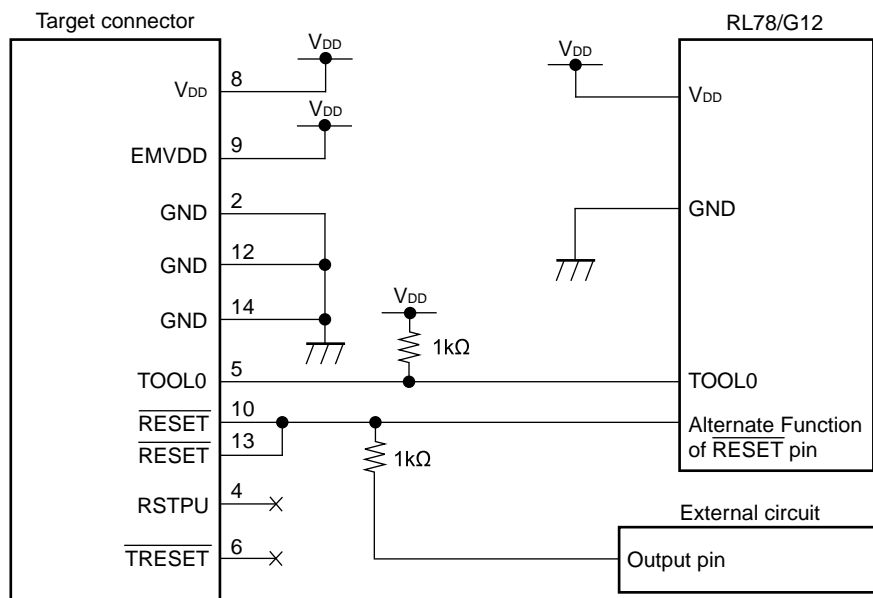 Target connector
RL78/G12
VDD
VDD
8
VDD
VDD
VDD
9
EMVDD
2
GND
GND
12
GND
14
GND
VDD
1kΩ
5
TOOL0
TOOL0
10
RESET
Alternate Function
of RESET pin
13
RESET
1kΩ
4
RSTPU
External circuit
6
TRESET
Output pin